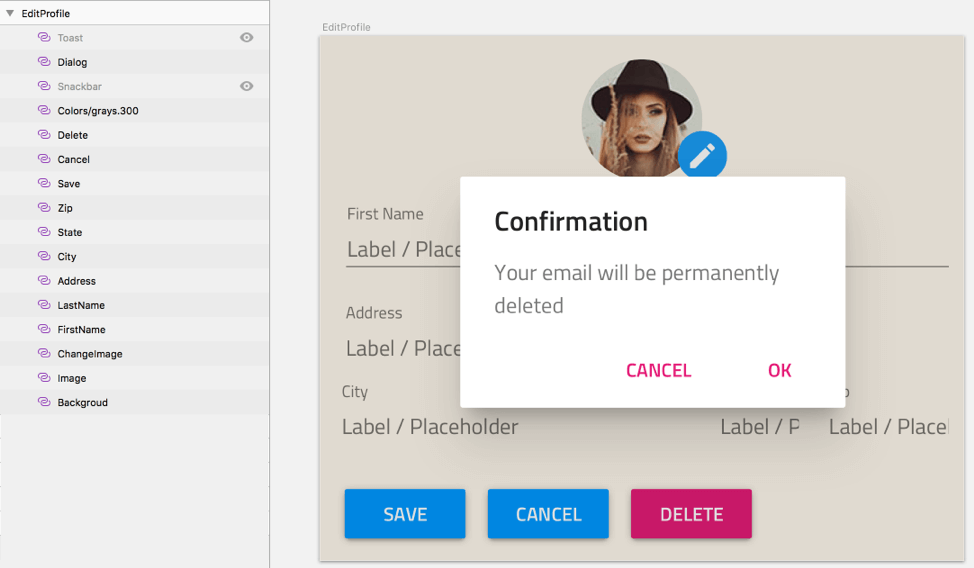 EditProfile
Toast
Dialog
Snackbar
Colors/grays.300
Delete
Cancel
Save
Zip
State
City
Address
LastName
FirstName
ChangeImage
Image
Backgroud
EditProfile
First Name
Label / Place
Address
Label / Place
City
Label / Placeholder
Label / P
Label / Placel
Confirmation
Your email will be permanently
deleted
CANCEL
OK
SAVE
CANCEL
DELETE